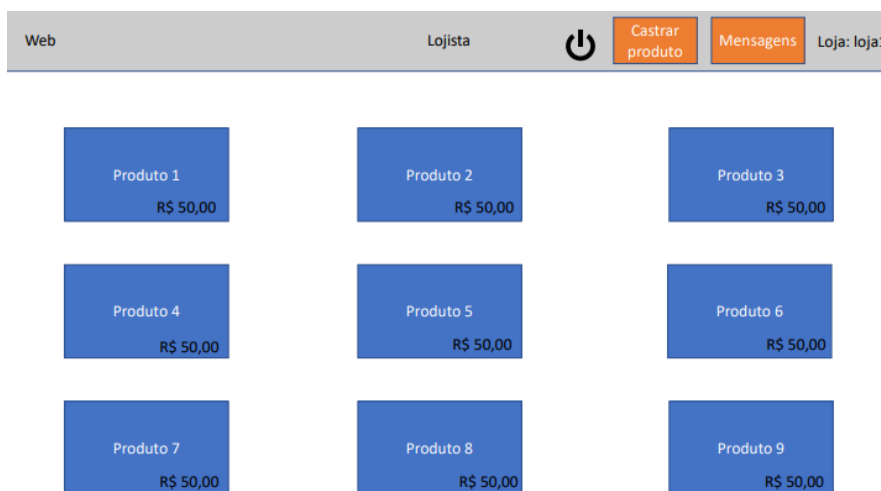 Web
Lojista
Castrar
produto
Mensagens
Loja: loja
Produto 1
R$ 50,00
Produto 2
R$ 50,00
Produto 3
R$ 50,00
Produto 4
R$ 50,00
Produto 5
R$ 50,00
Produto 6
R$ 50,00
Produto 7
R$ 50,00
Produto 8
R$ 50,00
Produto 9
R$ 50,00